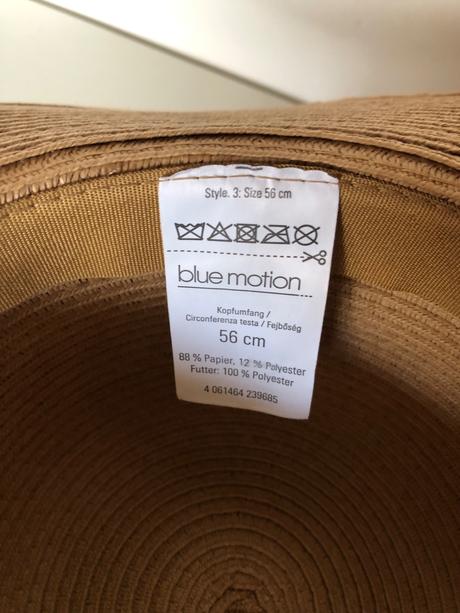 Style. 3: Size 56 cm
blue motion
Kopfumfang /
Circonferenza testa / Fejbőség
56 cm
88 % Papier, 12 % Polyester
Futter: 100 % Polyester
4 061464 239685